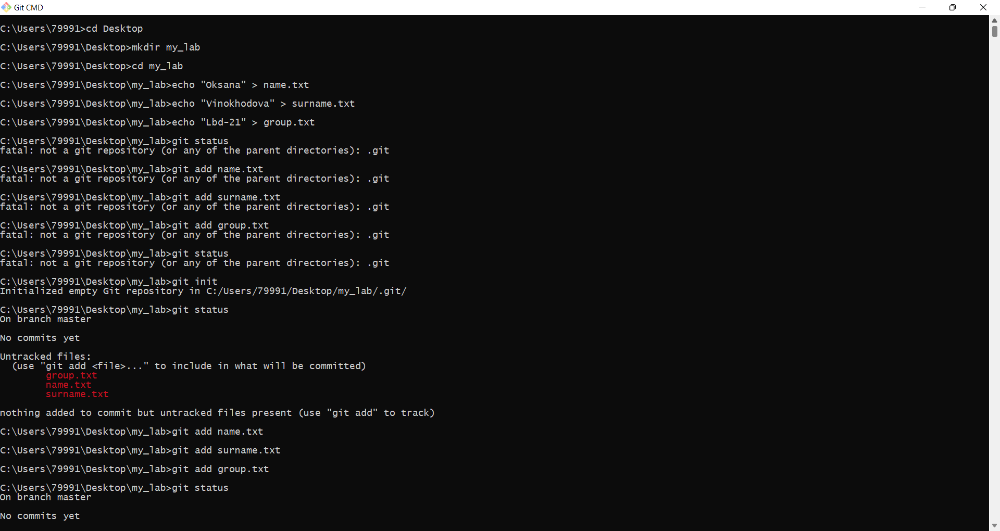 Git CMD
C:\Users\79991>cd Desktop
C:\Users\79991\Desktop>mkdir my_lab
C:\Users\79991\Desktop>cd my_lab
C:\Users\79991\Desktop\my_lab>echo "Oksana" > name.txt
C:\Users\79991\Desktop\my_lab>echo "Vinokhodova" > surname.txt
C:\Users\79991\Desktop\my_lab>echo "Lbd-21" > group.txt
C:\Users\79991\Desktop\my_lab>git status
fatal: not a git repository (or any of the parent directories): .git
C:\Users\79991\Desktop\my_lab>git add name.txt
fatal: not a git repository (or any of the parent directories): .git
C:\Users\79991\Desktop\my_lab>git add surname.txt
fatal: not a git repository (or any of the parent directories): .git
C:\Users\79991\Desktop\my_lab>git add group.txt
fatal: not a git repository (or any of the parent directories): .git
C:\Users\79991\Desktop\my_lab>git status
fatal: not a git repository (or any of the parent directories): .git
C:\Users\79991\Desktop\my_lab>git init
Initialized empty Git repository in C:/Users/79991/Desktop/my_lab/.git/
C:\Users\79991\Desktop\my_lab>git status
On branch master
No commits yet
Untracked files:
  (use "git add <file>..." to include in what will be committed)
        group.txt
        name.txt
        surname.txt
nothing added to commit but untracked files present (use "git add" to track)
C:\Users\79991\Desktop\my_lab>git add name.txt
C:\Users\79991\Desktop\my_lab>git add surname.txt
C:\Users\79991\Desktop\my_lab>git add group.txt
C:\Users\79991\Desktop\my_lab>git status
On branch master
No commits yet